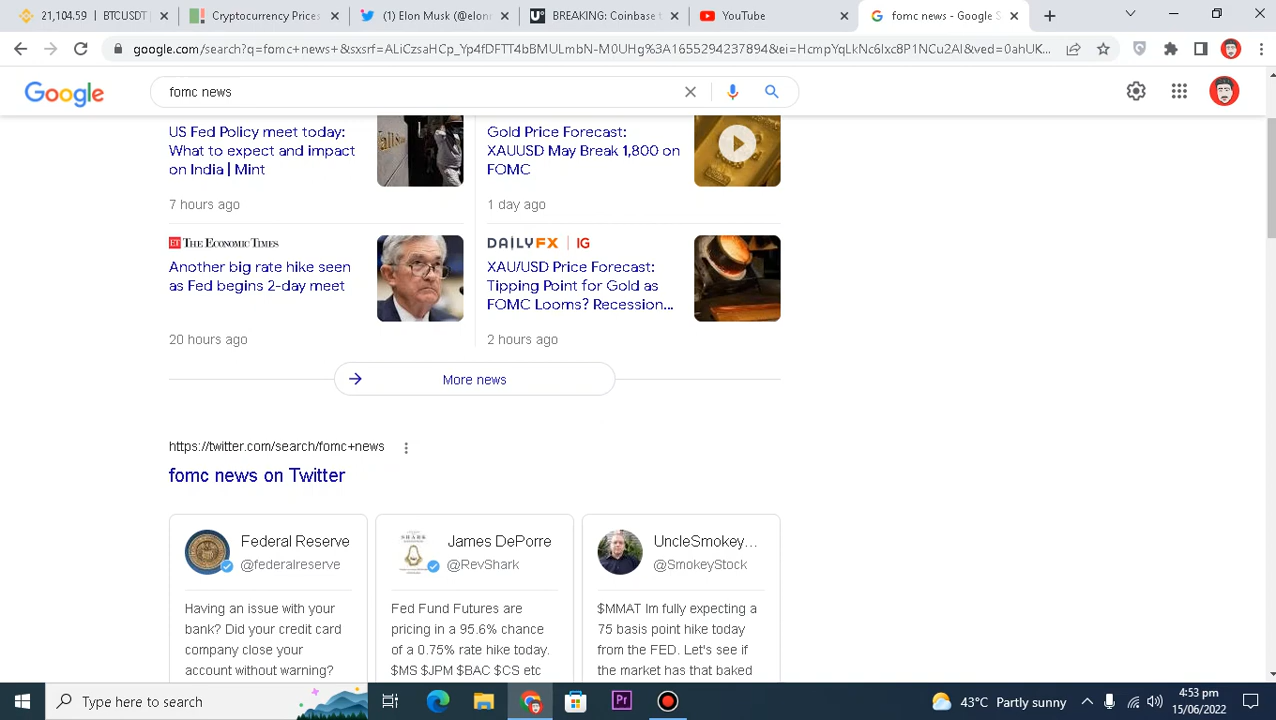 21,104.59 | BTCUSDT
Cryptocurrency Prices
(1) Elon Musk (@elon
BREAKING: Coinbase t
YouTube
fomc news - Google S
google.com/search?q=fomc+news+&sxsrf=ALiCzsaHCp_Yp4fDFTT4bBMULmbN-M0UHg%3A1655294237894&ei=HcmpYqLkNc6Ixc8P1NCu2AI&ved=0ahUK...
Google
fomc news
US Fed Policy meet today:
What to expect and impact
on India | Mint
7 hours ago
Gold Price Forecast:
XAUUSD May Break 1,800 on
FOMC
1 day ago
ET THE ECONOMIC TIMES
Another big rate hike seen
as Fed begins 2-day meet
20 hours ago
DAILYFX | IG
XAU/USD Price Forecast:
Tipping Point for Gold as
FOMC Looms? Recession...
2 hours ago
More news
https://twitter.com/search/fomc+news
fomc news on Twitter
Federal Reserve
@federalreserve
Having an issue with your
bank? Did your credit card
company close your
account without warning?
SHARK
James DePorre
@RevShark
Fed Fund Futures are
pricing in a 95.6% chance
of a 0.75% rate hike today.
$MS $JPM $BAC $CS etc
UncleSmokey...
@SmokeyStock
$MMAT Im fully expecting a
75 basis point hike today
from the FED. Let's see if
the market has that baked
Type here to search
Pr
43°C Partly sunny
4:53 pm
15/06/2022